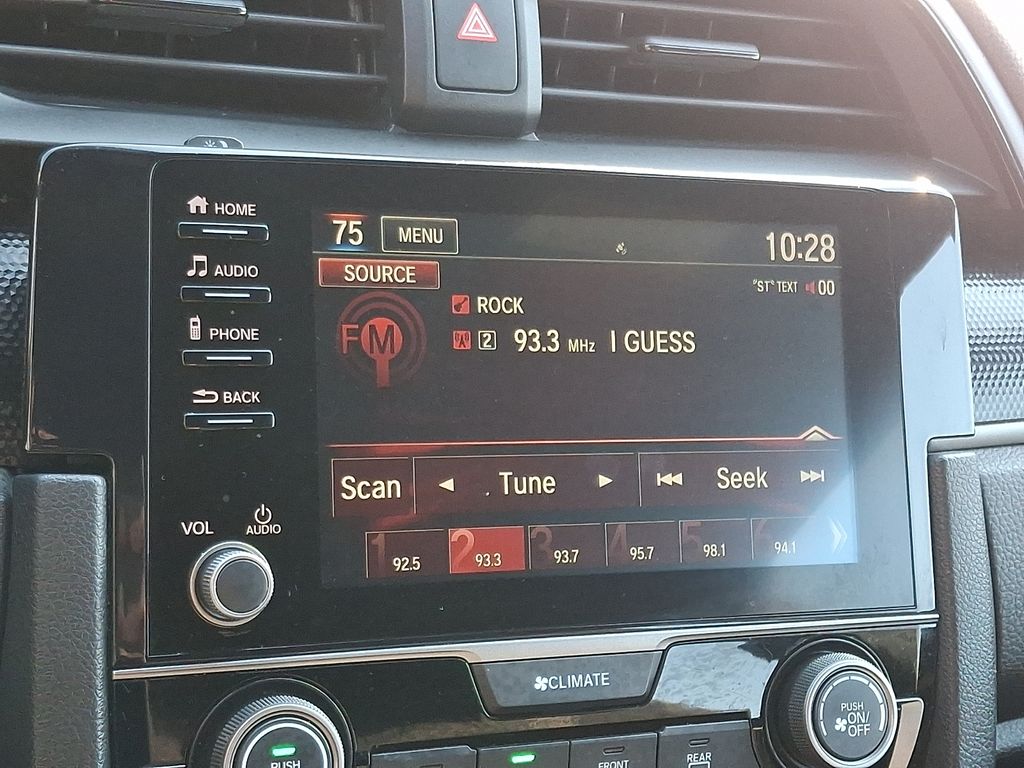 HOME
AUDIO
PHONE
BACK
VOL
AUDIO
75 MENU 10:28
SOURCE
"ST" TEXT 00
FM
ROCK
2 93.3 MHz I GUESS
Scan Tune Seek
1 92.5 2 93.3 3 93.7 4 95.7 5 98.1 6 94.1
CLIMATE
PUSH
ON/
OFF
PUSH
FRONT
REAR